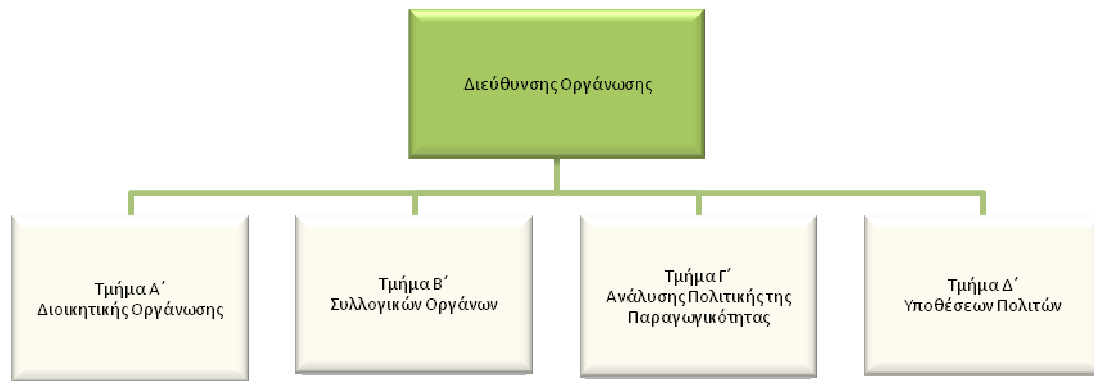 Διεύθυνσης Οργάνωσης
Τμήμα Α΄
Διοικητικής Οργάνωσης
Τμήμα Β΄
Συλλογικών Οργάνων
Τμήμα Γ΄
Ανάλυσης Πολιτικής της
Παραγωγικότητας
Τμήμα Δ΄
Υποθέσεων Πολιτών